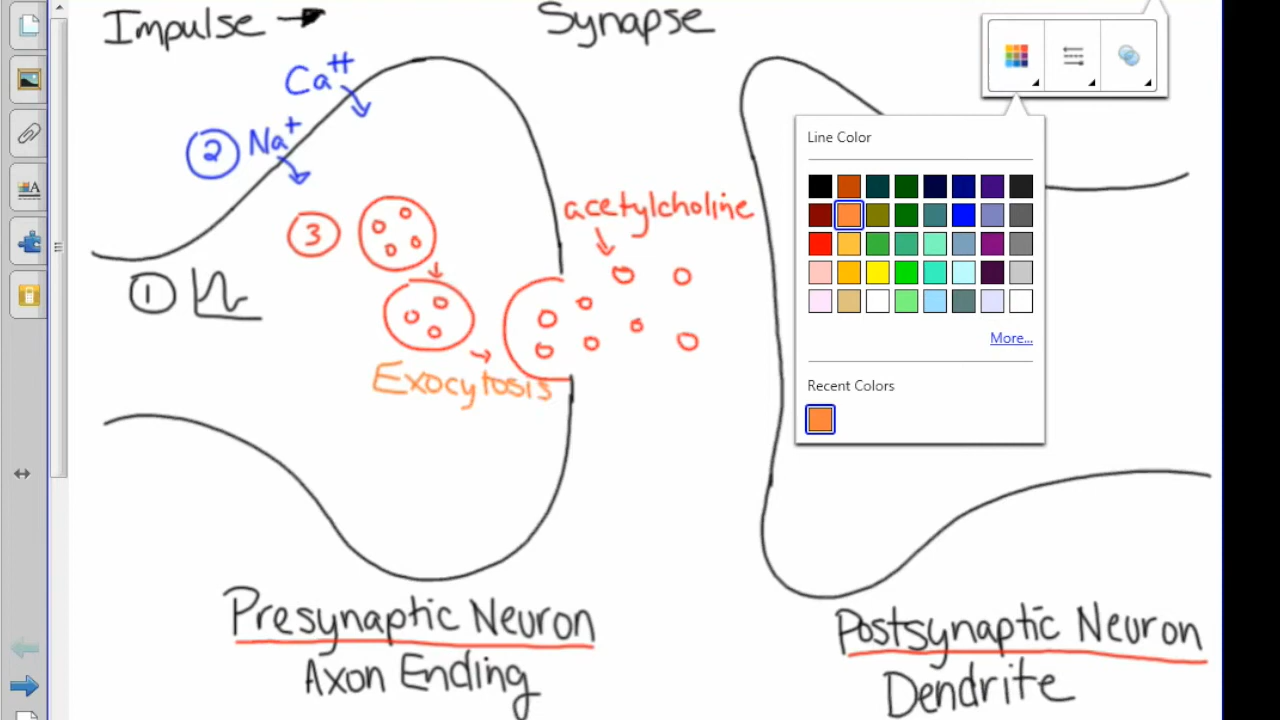 Impulse →
Synapse
Ca++
2 Na+
3
acetylcholine
1
Exocytosis
Presynaptic Neuron
Axon Ending
Postsynaptic Neuron
Dendrite
Line Color
More...
Recent Colors